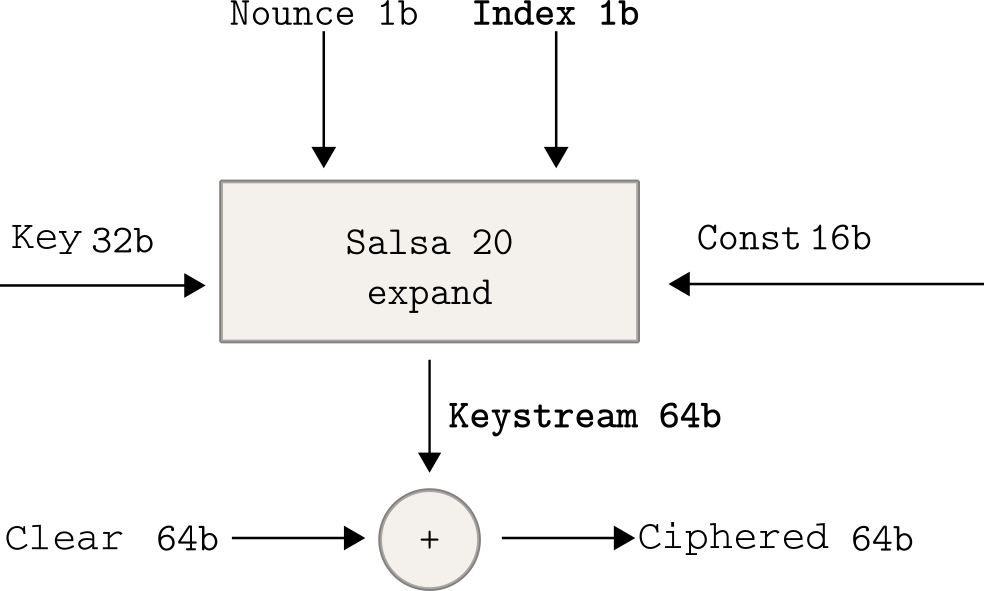 Nounce 1b
Index 1b
Key 32b
Salsa 20
expand
Const 16b
Keystream 64b
Clear 64b
+
Ciphered 64b